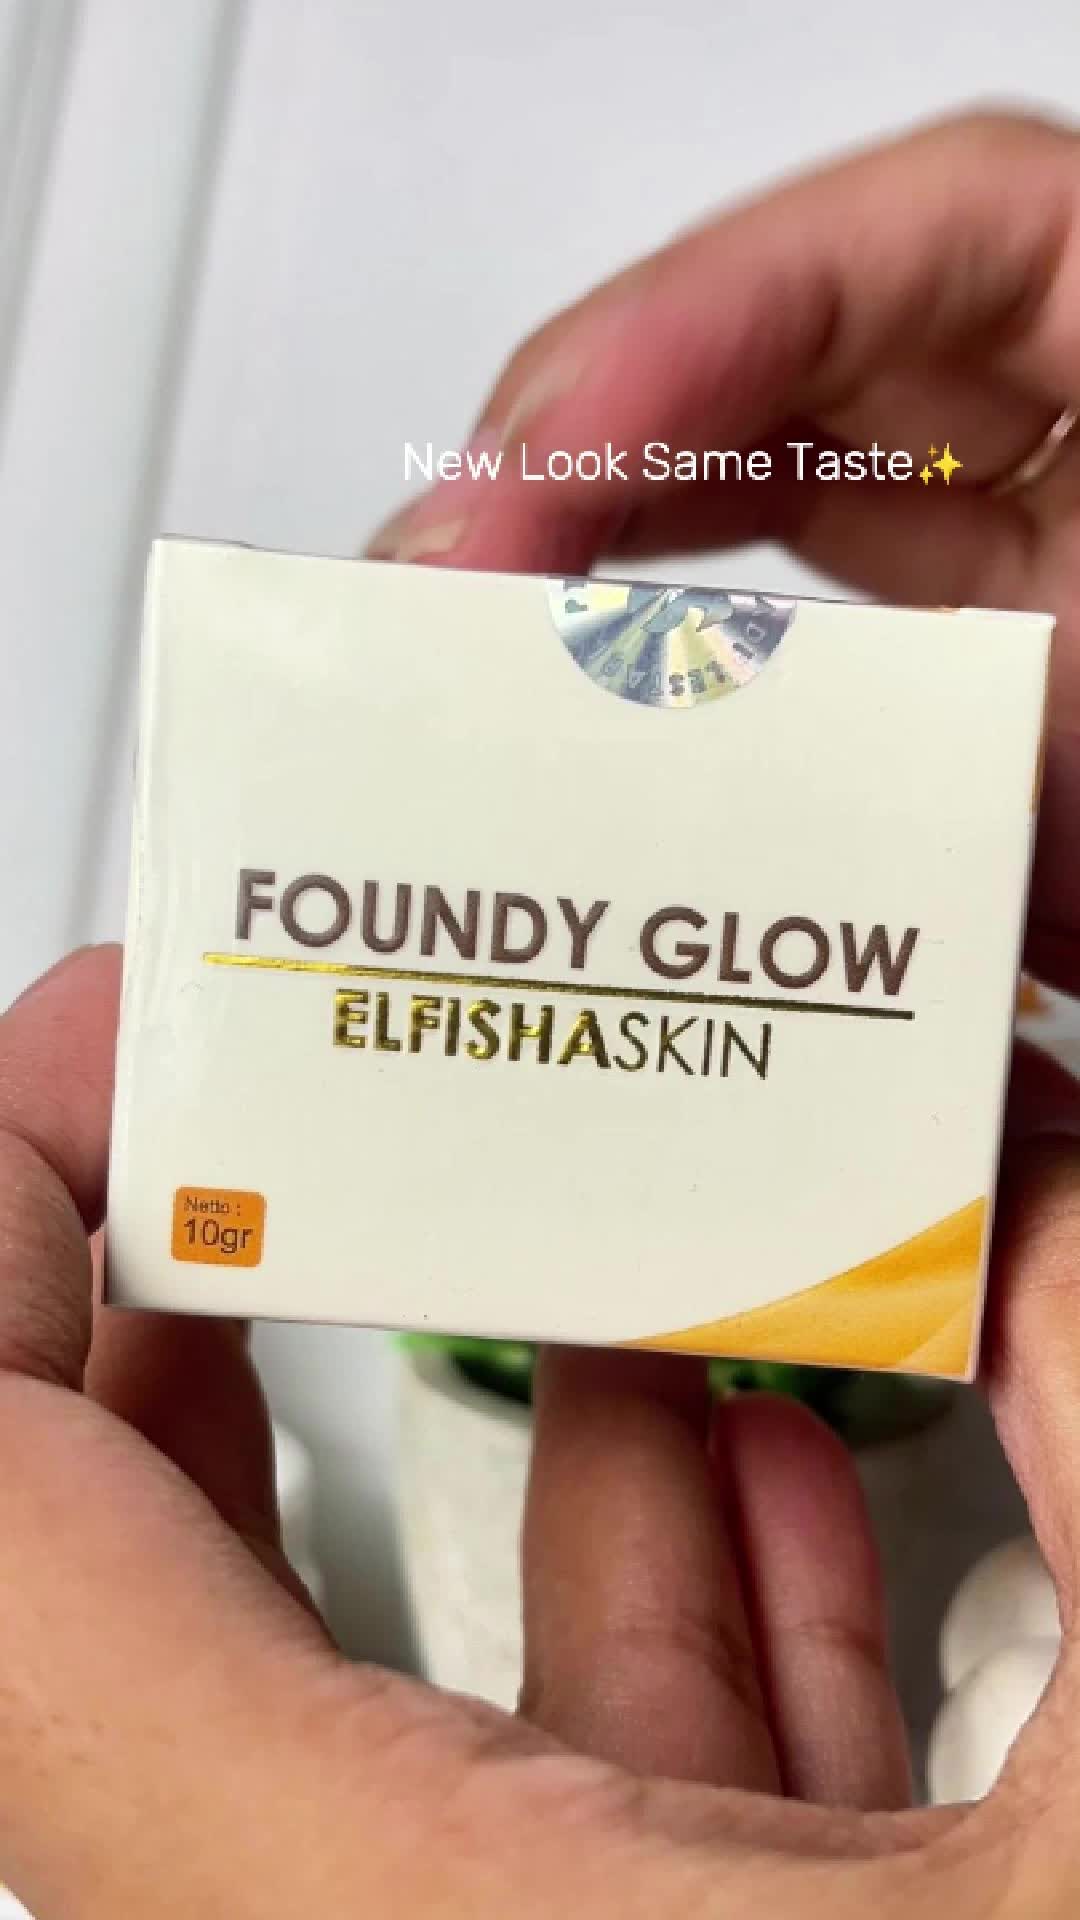 New Look Same Taste✨
FOUNDY GLOW
ELFISHASKIN
Netto :
10gr